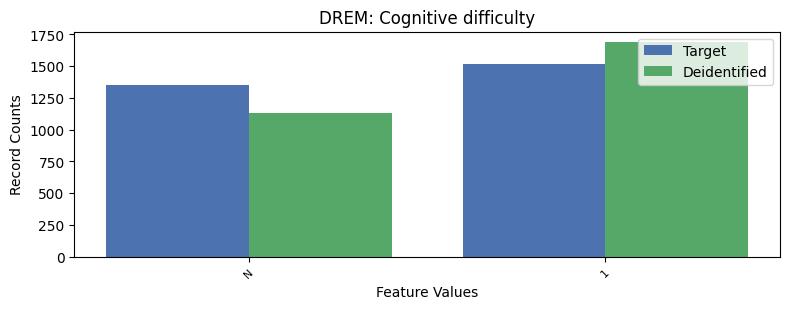 DREM: Cognitive difficulty
1750
1500
1250
1000
750
500
250
0
Record Counts
Target
Deidentified
N
1
Feature Values